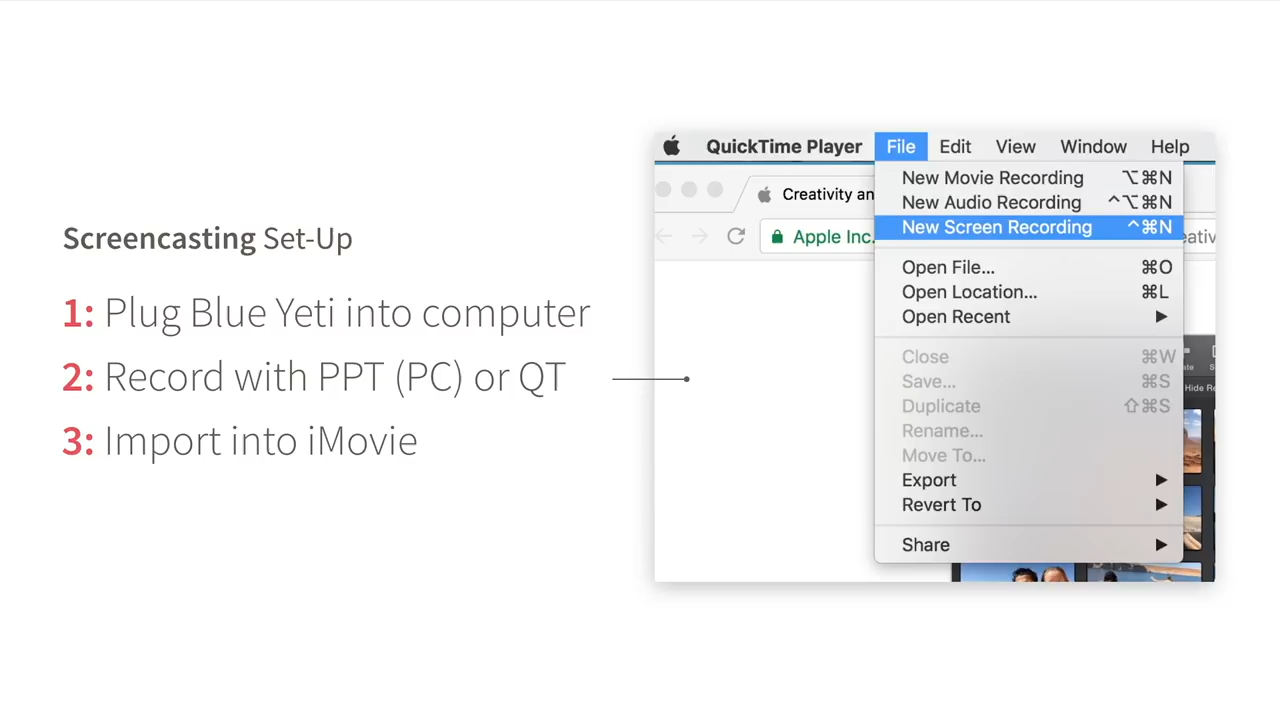 Screencasting Set-Up
1: Plug Blue Yeti into computer
2: Record with PPT (PC) or QT
3: Import into iMovie
QuickTime Player File Edit View Window Help
Creativity an
Apple Inc.
New Movie Recording ⌥⌘N
New Audio Recording ^⌥⌘N
New Screen Recording ^⌘N
Open File... ⌘O
Open Location... ⌘L
Open Recent ▶
Close ⌘W
Save... ⌘S
Duplicate ⇧⌘S
Rename...
Move To...
Export ▶
Revert To ▶
Share ▶
Hide Re